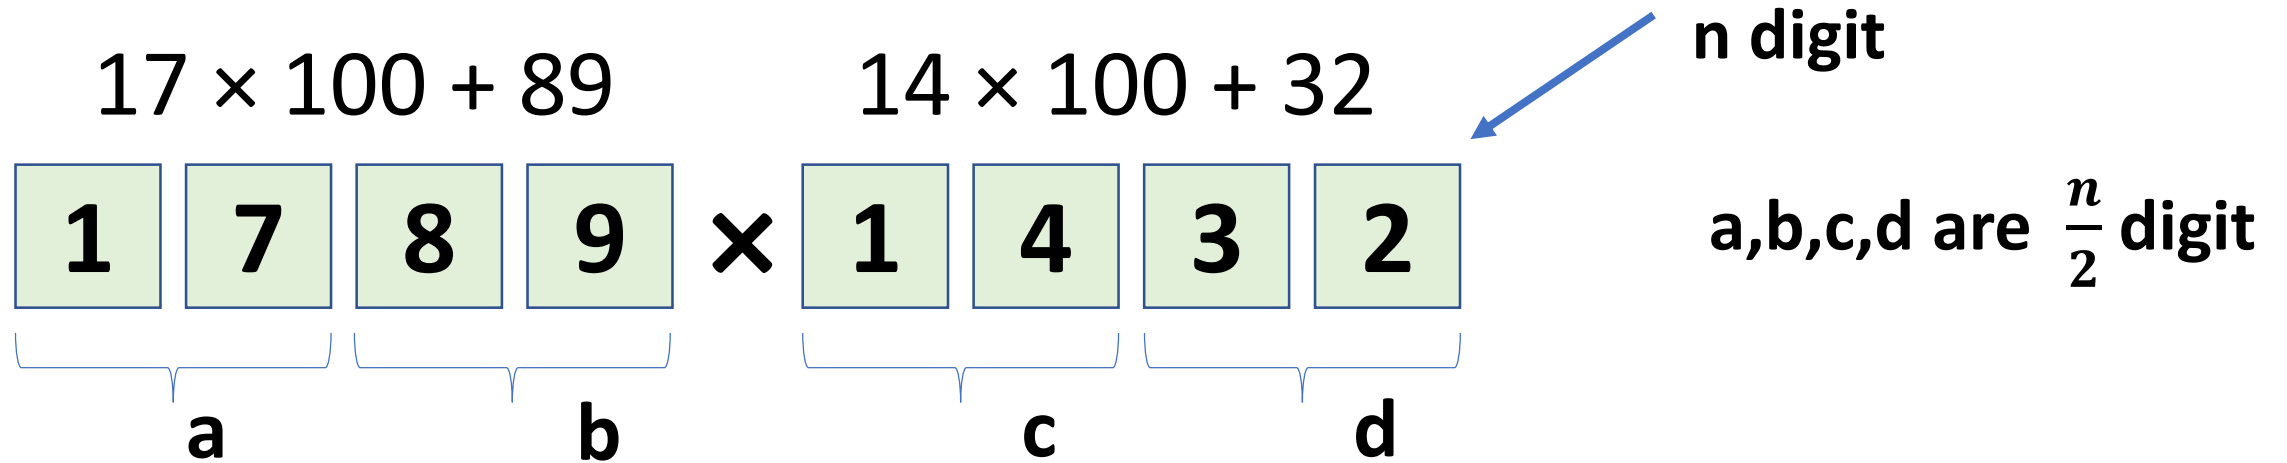 17 × 100 + 89
14 × 100 + 32
n digit
1 7 8 9 × 1 4 3 2
a,b,c,d are n/2 digit
a b c d